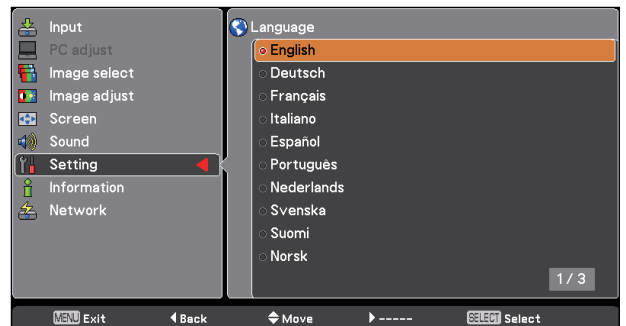 Input
PC adjust
Image select
Image adjust
Screen
Sound
Setting
Information
Network
Language
English
Deutsch
Français
Italiano
Español
Português
Nederlands
Svenska
Suomi
Norsk
1 / 3
MENU Exit
Back
Move
-----
SELECT Select